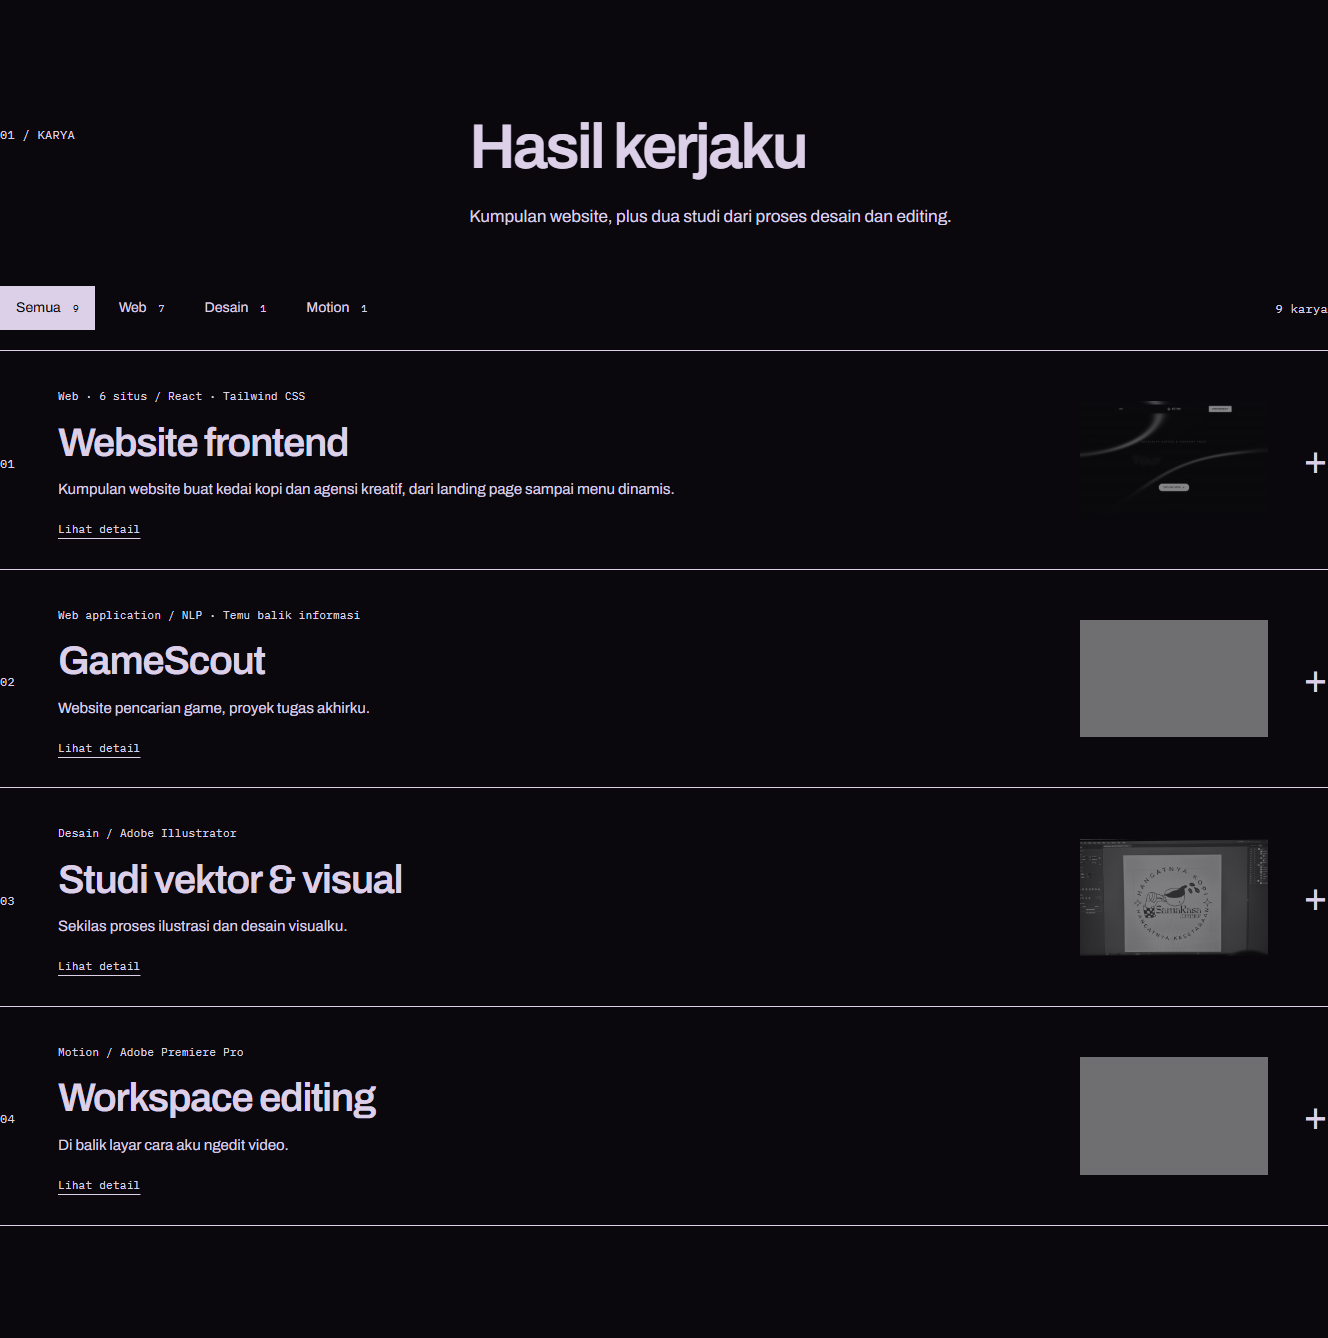 01 / KARYA
Hasil kerjaku
Kumpulan website, plus dua studi dari proses desain dan editing.
Semua 9 Web 7 Desain 1 Motion 1
9 karya
Web · 6 situs / React · Tailwind CSS
01
Website frontend
+
Kumpulan website buat kedai kopi dan agensi kreatif, dari landing page sampai menu dinamis.
Lihat detail
Web application / NLP · Temu balik informasi
02
GameScout
+
Website pencarian game, proyek tugas akhirku.
Lihat detail
Desain / Adobe Illustrator
03
Studi vektor & visual
HANGATNYA KOPI
SamaRasa
HANGATNYA KASETARAAN
+
Sekilas proses ilustrasi dan desain visualku.
Lihat detail
Motion / Adobe Premiere Pro
04
Workspace editing
+
Di balik layar cara aku ngedit video.
Lihat detail